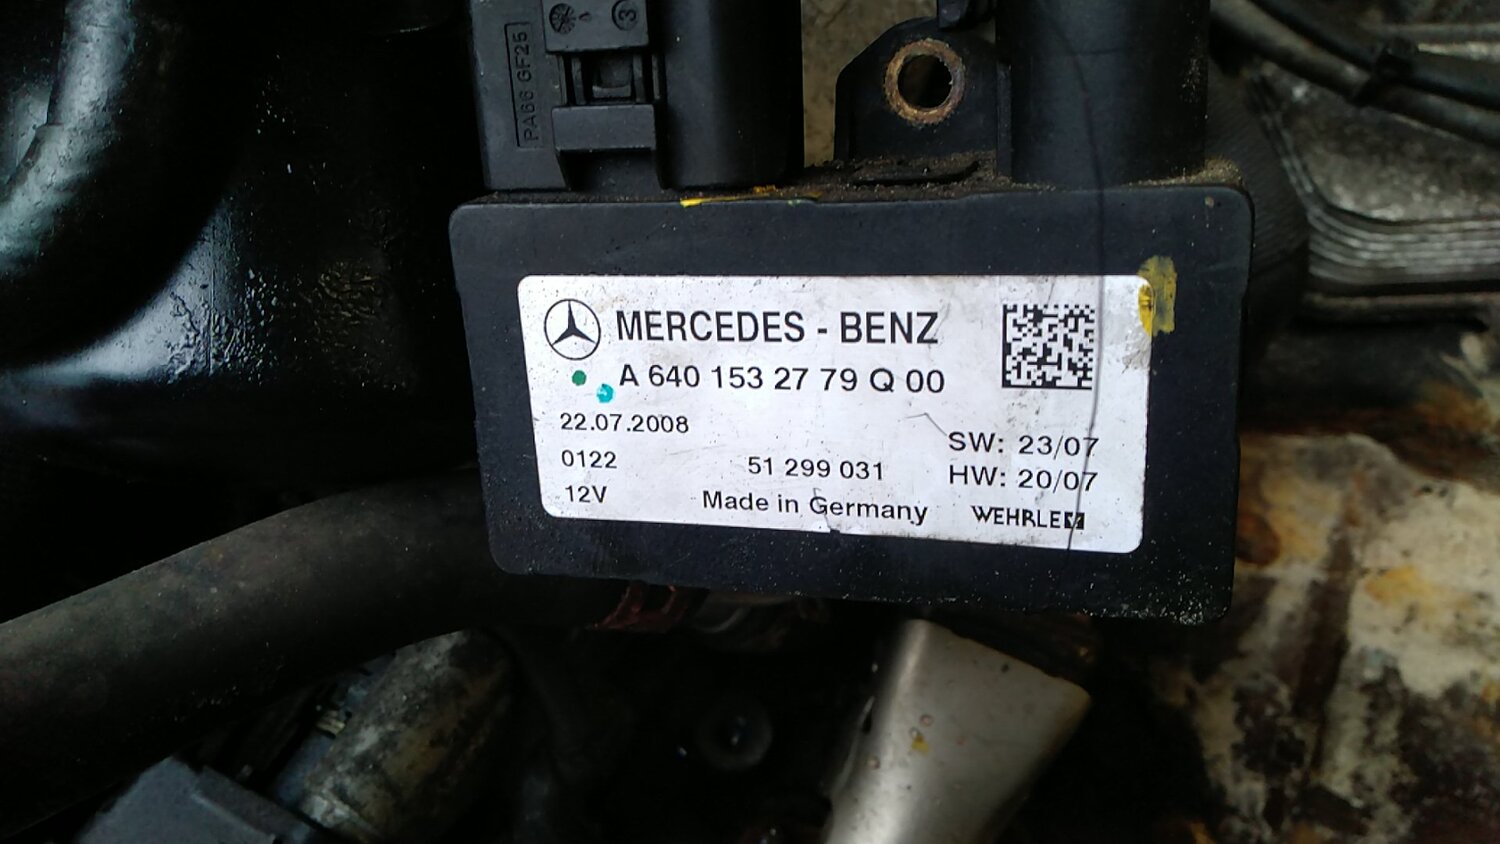 PA66 GF25
3
MERCEDES - BENZ
A 640 153 27 79 Q 00
22.07.2008
0122
12V
51 299 031
SW: 23/07
HW: 20/07
Made in Germany
WEHRLE